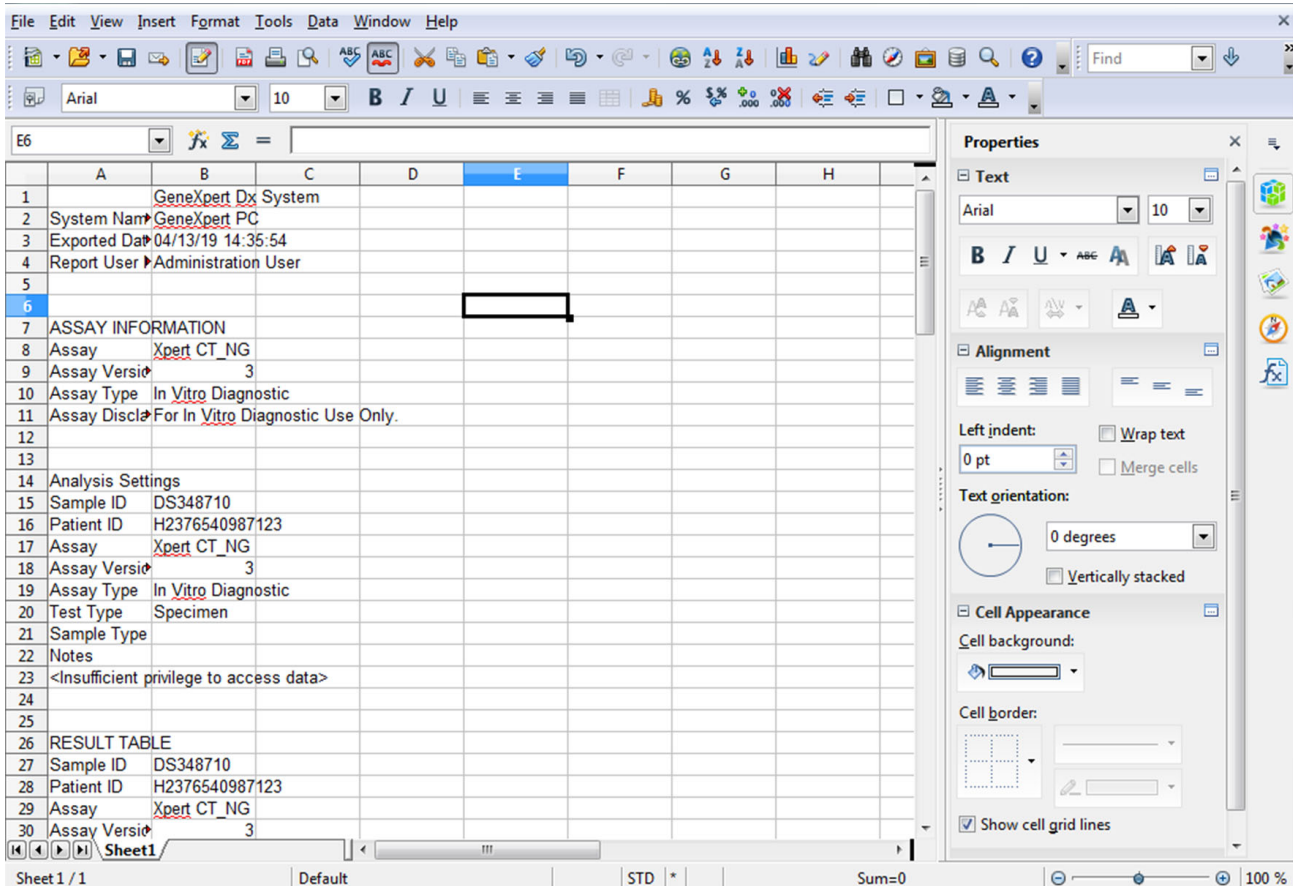 File Edit View Insert Format Tools Data Window Help
ABC ABC Find
Arial 10 B I U
E6
A B C D E F G H
1 GeneXpert Dx System
2 System Nam GeneXpert PC
3 Exported Dat 04/13/19 14:35:54
4 Report User Administration User
5
6
7 ASSAY INFORMATION
8 Assay Xpert CT_NG
9 Assay Versio 3
10 Assay Type In Vitro Diagnostic
11 Assay Discla For In Vitro Diagnostic Use Only.
12
13
14 Analysis Settings
15 Sample ID DS348710
16 Patient ID H2376540987123
17 Assay Xpert CT_NG
18 Assay Versio 3
19 Assay Type In Vitro Diagnostic
20 Test Type Specimen
21 Sample Type
22 Notes
23 <Insufficient privilege to access data>
24
25
26 RESULT TABLE
27 Sample ID DS348710
28 Patient ID H2376540987123
29 Assay Xpert CT_NG
30 Assay Versio 3
Sheet1
Sheet 1 / 1 Default STD * Sum=0 100 %
Properties
Text
Arial 10
B I U ABC
Alignment
Left indent:
Wrap text
0 pt
Merge cells
Text orientation:
0 degrees
Vertically stacked
Cell Appearance
Cell background:
Cell border:
Show cell grid lines